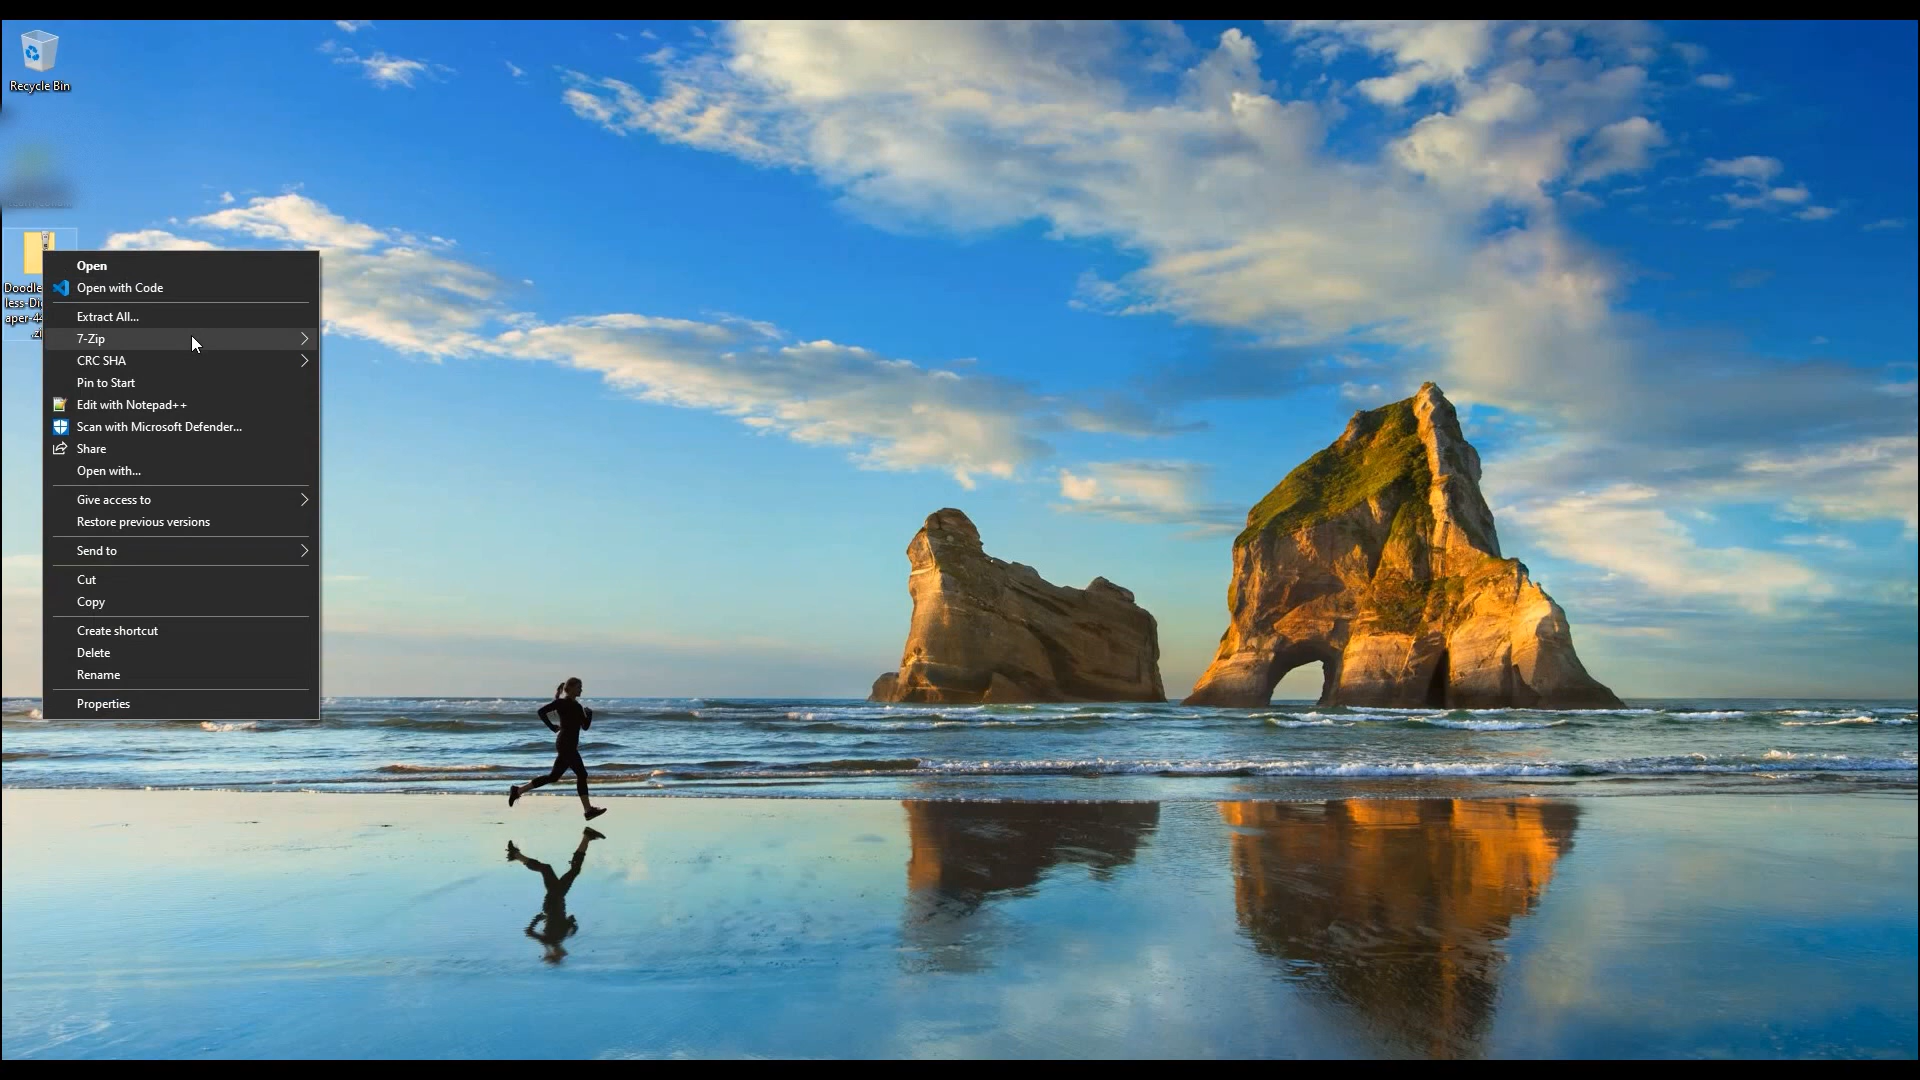 Recycle Bin
Doodle
less-Di
aper-4
.zi
Open
Open with Code
Extract All...
7-Zip
CRC SHA
Pin to Start
Edit with Notepad++
Scan with Microsoft Defender...
Share
Open with...
Give access to
Restore previous versions
Send to
Cut
Copy
Create shortcut
Delete
Rename
Properties